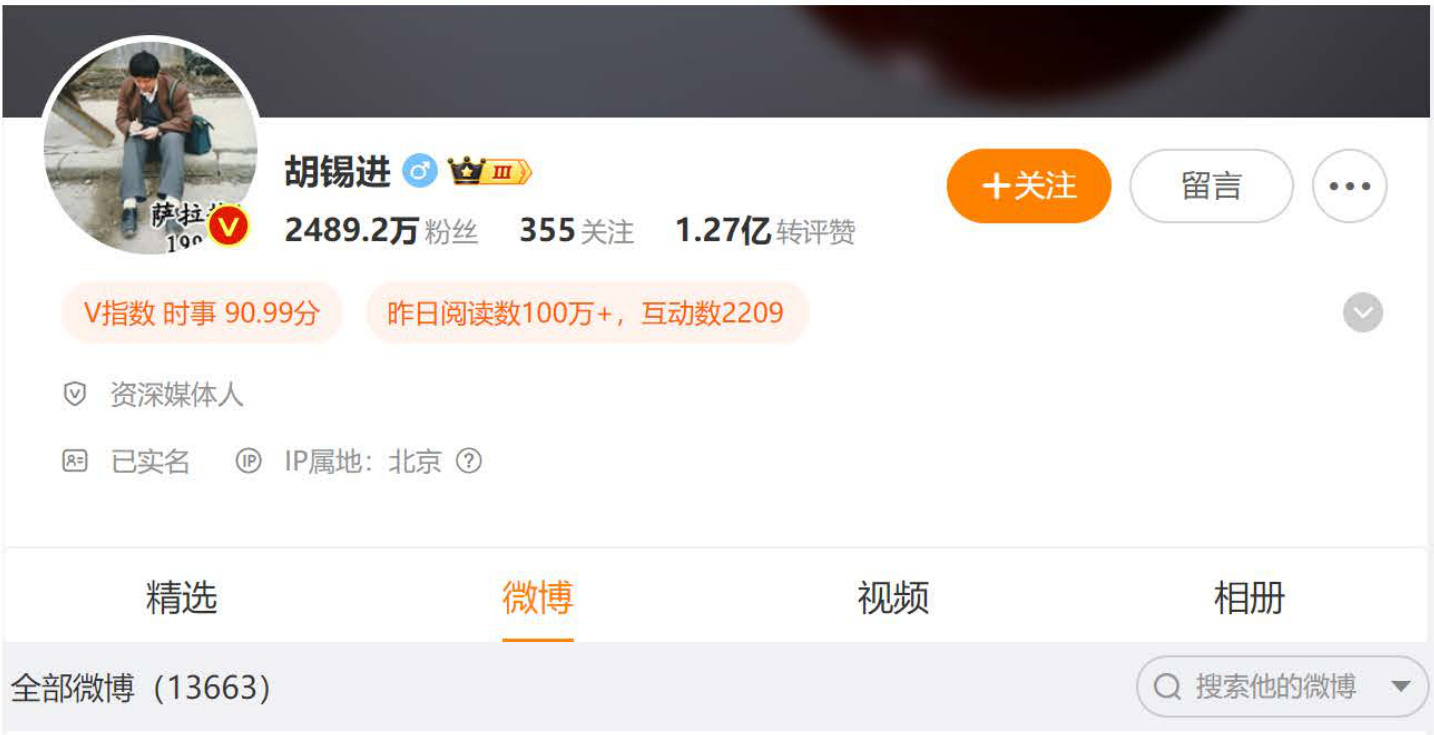 胡锡进 III
2489.2万粉丝 355关注 1.27亿转评赞
+关注
留言
萨拉
V
V指数 时事 90.99分
昨日阅读数100万+，互动数2209
资深媒体人
已实名 IP IP属地：北京 ?
精选 微博 视频 相册
全部微博（13663）
搜索他的微博